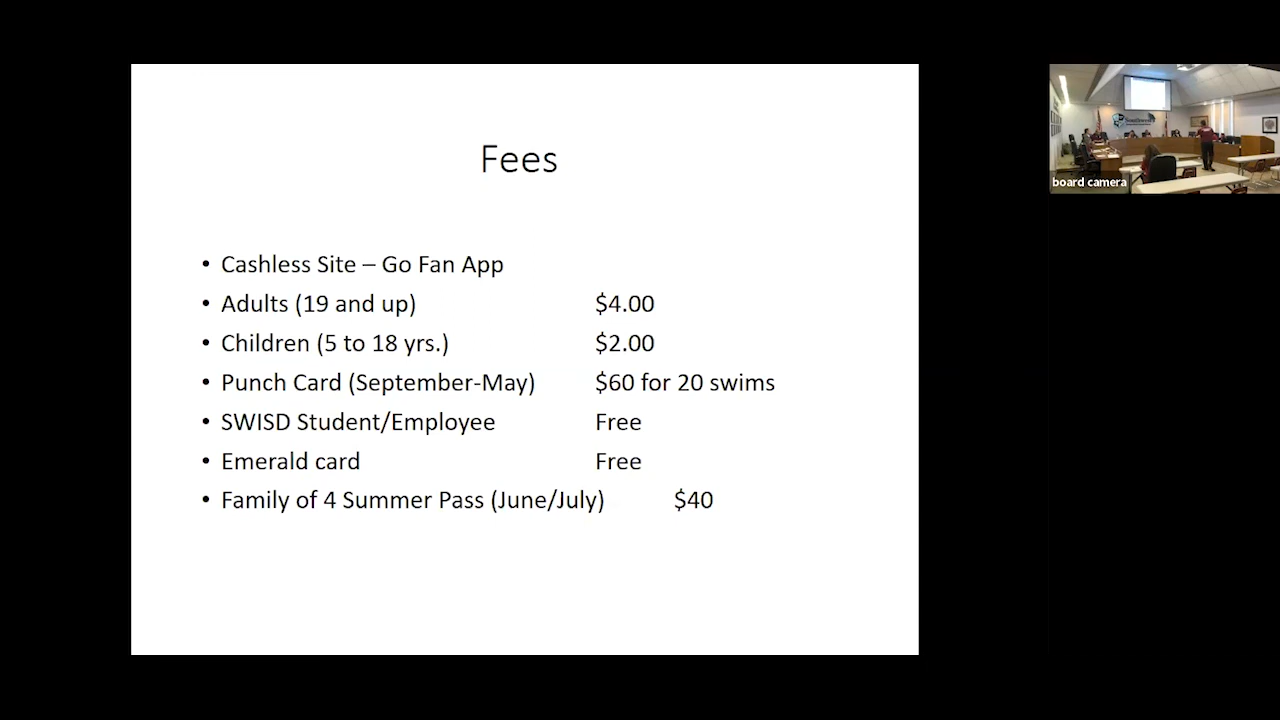 Fees
• Cashless Site – Go Fan App
• Adults (19 and up) $4.00
• Children (5 to 18 yrs.) $2.00
• Punch Card (September-May) $60 for 20 swims
• SWISD Student/Employee Free
• Emerald card Free
• Family of 4 Summer Pass (June/July) $40
Southwest
board camera